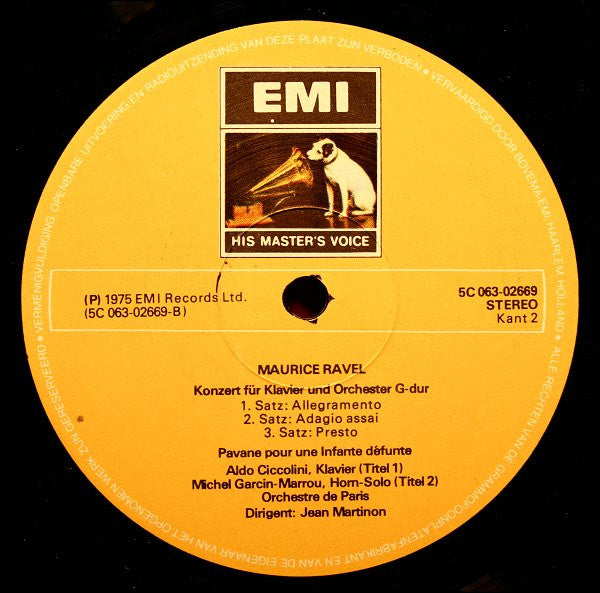 VERMENIGVULDIGING, OPENBARE UITVOERING EN RADIOUITZENDING VAN DEZE PLAAT ZIJN VERBODEN • VERVAARDIGD DOOR BOVEMA-EMI HAARLEM HOLLAND • ALLE RECHTEN VAN DE GRAMMOFOONPLATENFABRIKANT EN VAN DE EIGENAAR VAN HET OPGENOMEN WERK ZIJN GERESERVEERD •
EMI
HIS MASTER'S VOICE
(P) 1975 EMI Records Ltd.
(5C 063-02669-B)
5C 063-02669
STEREO
Kant 2
MAURICE RAVEL
Konzert für Klavier und Orchester G-dur
1. Satz: Allegramento
2. Satz: Adagio assai
3. Satz: Presto
Pavane pour une Infante défunte
Aldo Ciccolini, Klavier (Titel 1)
Michel Garcin-Marrou, Horn-Solo (Titel 2)
Orchestre de Paris
Dirigent: Jean Martinon